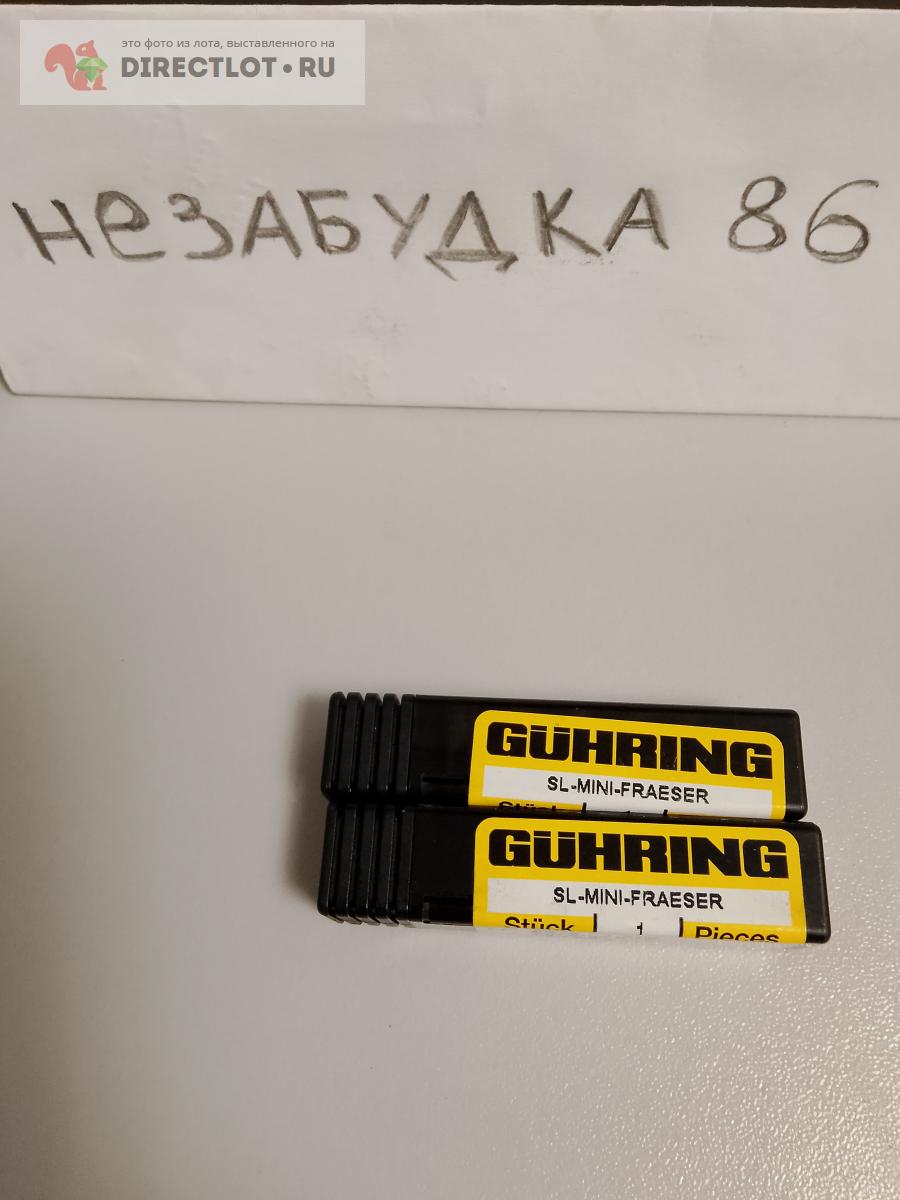 это фото из лота, выставленного на
DIRECTLOT•RU
НеЗАБУДКА 86
GÜHRING
SL-MINI-FRAESER
Stück
GÜHRING
SL-MINI-FRAESER
Stück 1 Pieces